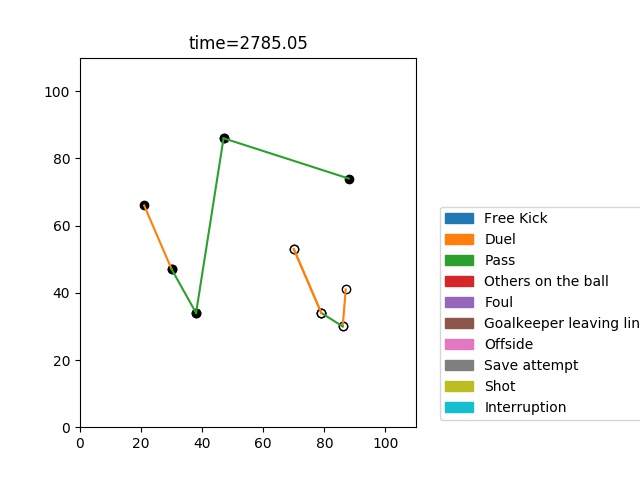 time=2785.05
100
80
60
40
20
0
0 20 40 60 80 100
Free Kick
Duel
Pass
Others on the ball
Foul
Goalkeeper leaving lin
Offside
Save attempt
Shot
Interruption